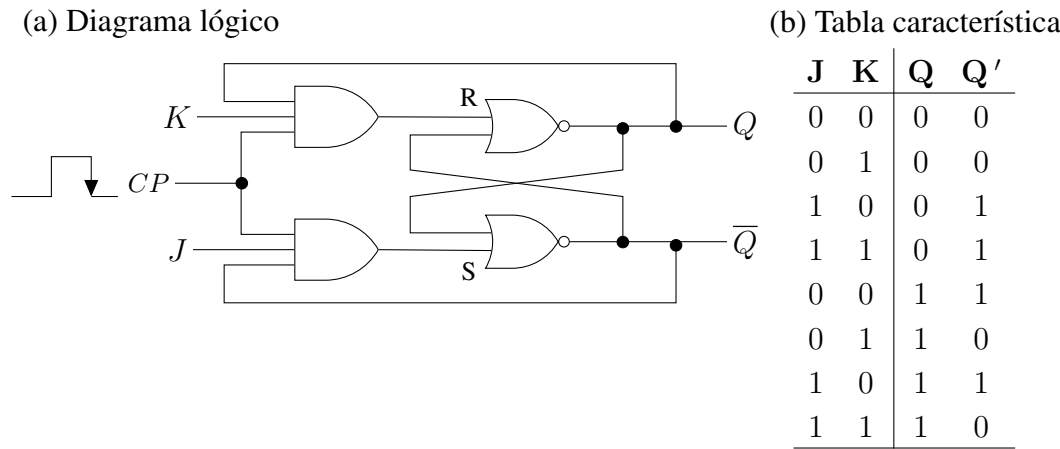 (a) Diagrama lógico
R
K
Q
CP
J
S
Q̅
(b) Tabla característica
J K Q Q′
0 0 0 0
0 1 0 0
1 0 0 1
1 1 0 1
0 0 1 1
0 1 1 0
1 0 1 1
1 1 1 0